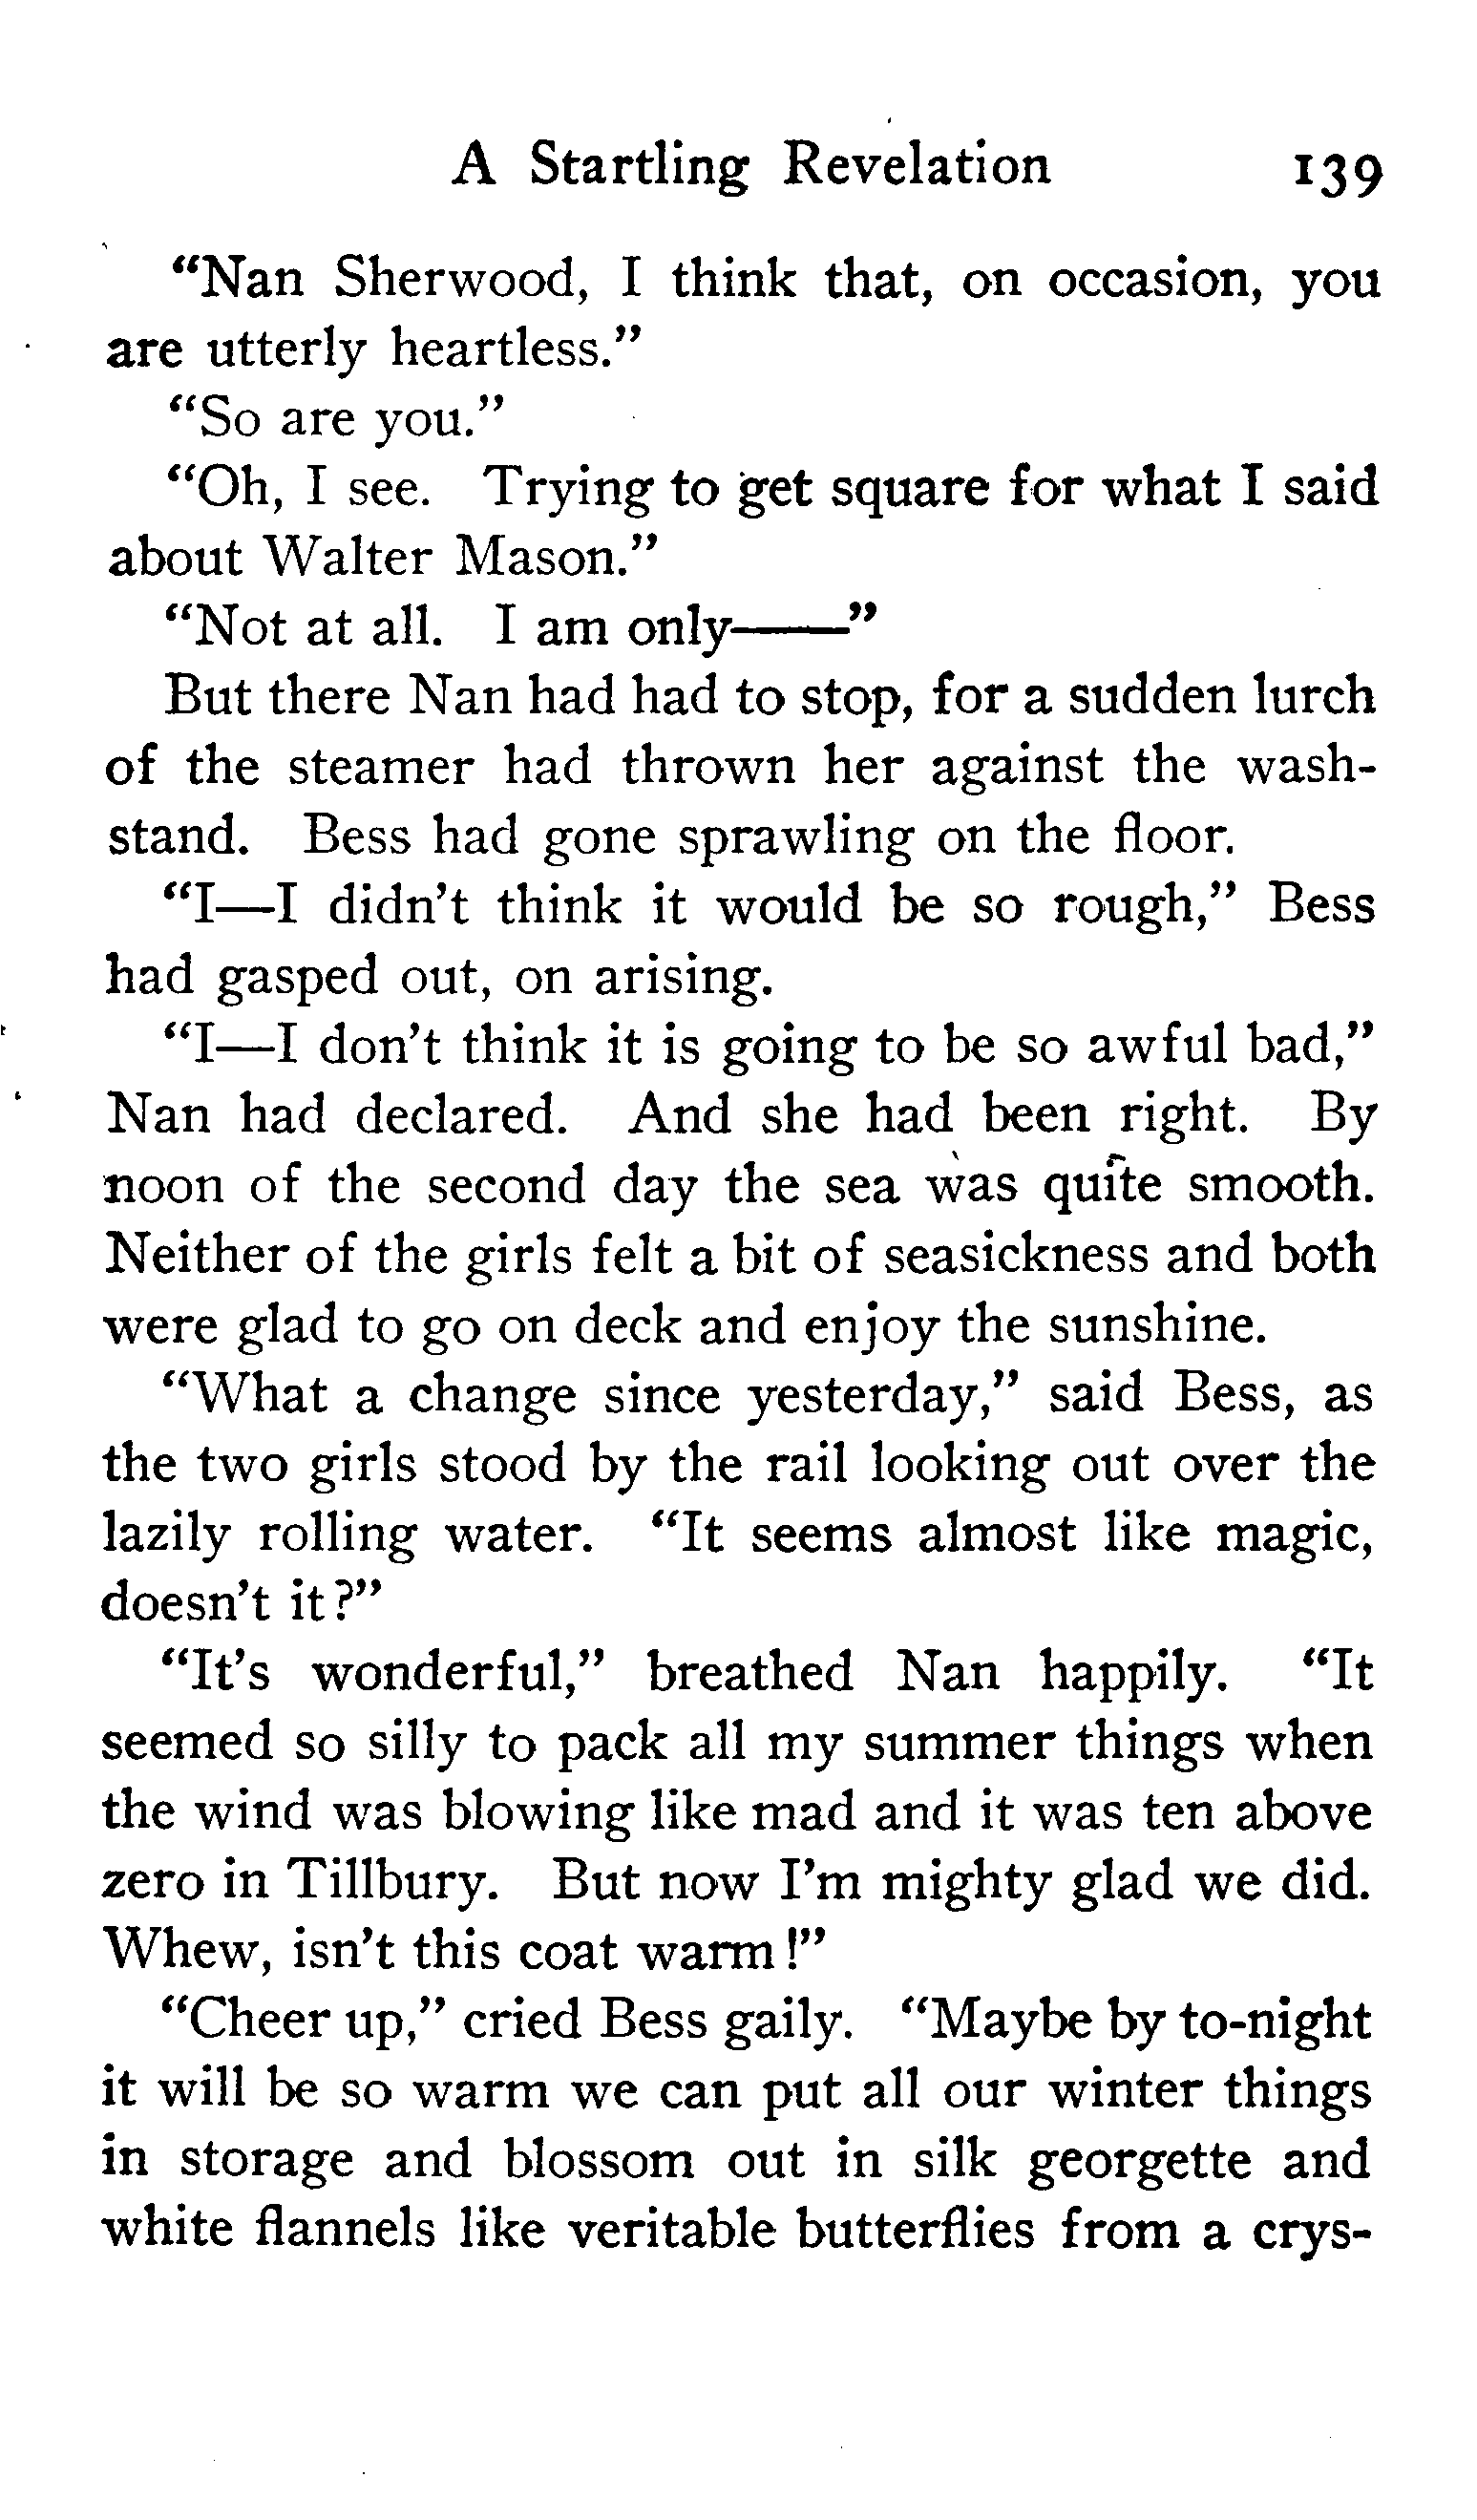 A Startling Revelation 139
“Nan Sherwood, I think that, on occasion, you
are utterly heartless.”
“So are you.”
“Oh, I see. Trying to get square for what I said
about Walter Mason.”
“Not at all. I am only——”
But there Nan had had to stop, for a sudden lurch
of the steamer had thrown her against the wash-
stand. Bess had gone sprawling on the floor.
“I—I didn't think it would be so rough,” Bess
had gasped out, on arising.
“I—I don't think it is going to be so awful bad,”
Nan had declared. And she had been right. By
noon of the second day the sea was quite smooth.
Neither of the girls felt a bit of seasickness and both
were glad to go on deck and enjoy the sunshine.
“What a change since yesterday,” said Bess, as
the two girls stood by the rail looking out over the
lazily rolling water. “It seems almost like magic,
doesn't it?”
“It's wonderful,” breathed Nan happily. “It
seemed so silly to pack all my summer things when
the wind was blowing like mad and it was ten above
zero in Tillbury. But now I'm mighty glad we did.
Whew, isn't this coat warm!”
“Cheer up,” cried Bess gaily. “Maybe by to-night
it will be so warm we can put all our winter things
in storage and blossom out in silk georgette and
white flannels like veritable butterflies from a crys-